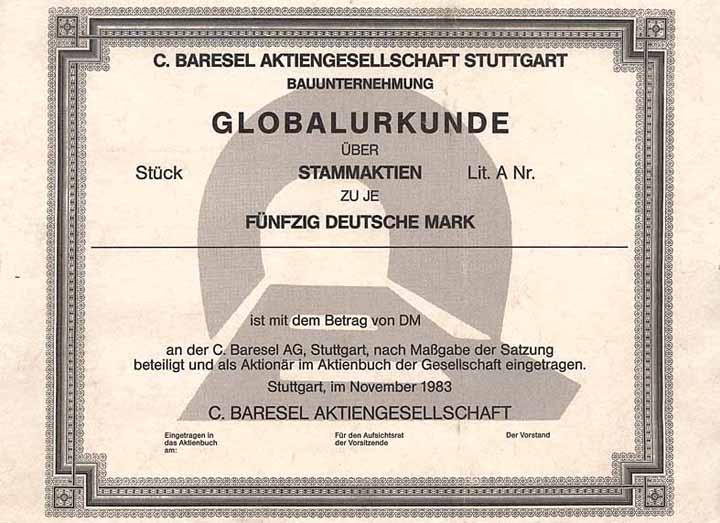 C. BARESEL AKTIENGESELLSCHAFT STUTTGART
BAUUNTERNEHMUNG
GLOBALURKUNDE
ÜBER
Stück STAMMAKTIEN Lit. A Nr.
ZU JE
FÜNFZIG DEUTSCHE MARK
ist mit dem Betrag von DM
an der C. Baresel AG, Stuttgart, nach Maßgabe der Satzung
beteiligt und als Aktionär im Aktienbuch der Gesellschaft eingetragen.
Stuttgart, im November 1983
C. BARESEL AKTIENGESELLSCHAFT
Eingetragen in
das Aktienbuch
am:
Für den Aufsichtsrat
der Vorsitzende
Der Vorstand